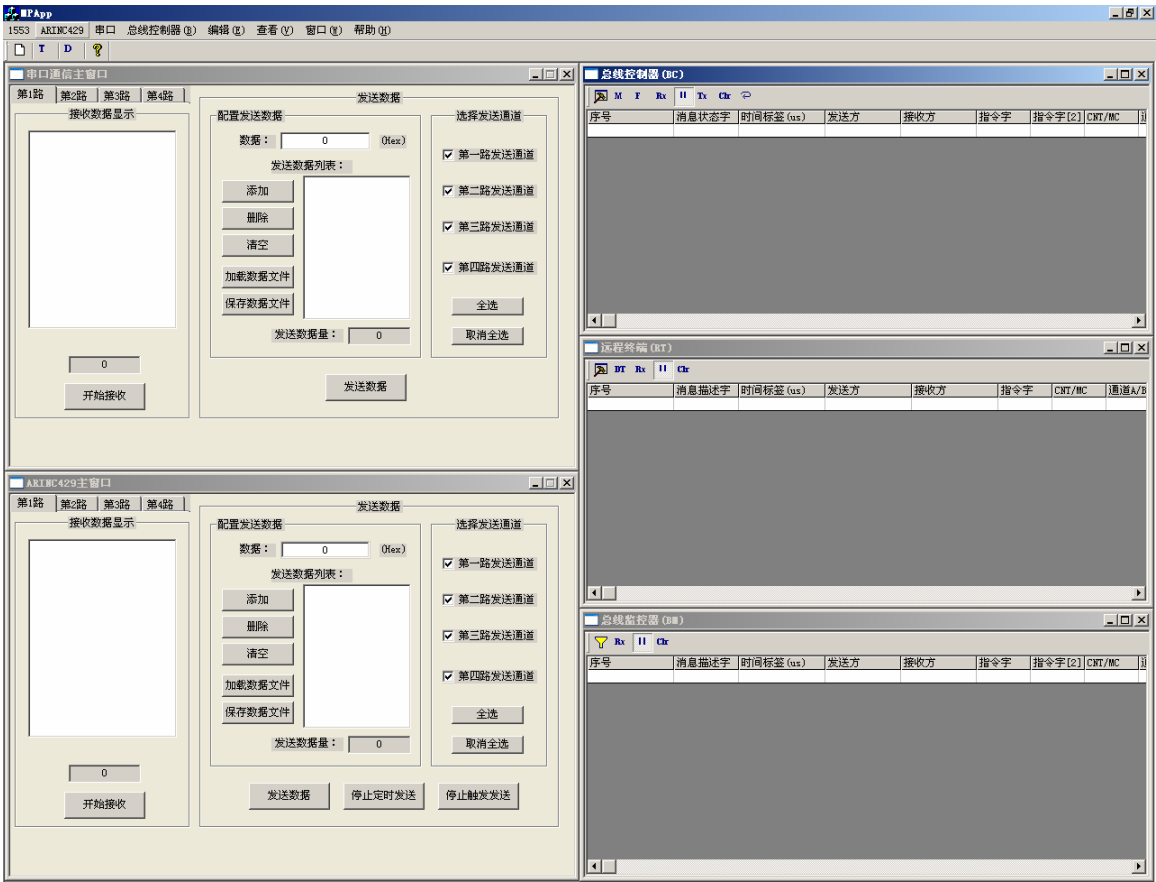 MPApp
1553 ARINC429 串口 总线控制器(B) 编辑(E) 查看(V) 窗口(W) 帮助(H)
T D ?
串口通信主窗口
第1路 第2路 第3路 第4路
接收数据显示
0
开始接收
发送数据
配置发送数据
数据： 0 (Hex)
发送数据列表：
添加
删除
清空
加载数据文件
保存数据文件
发送数据量： 0
选择发送通道
第一路发送通道
第二路发送通道
第三路发送通道
第四路发送通道
全选
取消全选
发送数据
ARINC429主窗口
第1路 第2路 第3路 第4路
接收数据显示
0
开始接收
发送数据
配置发送数据
数据： 0 (Hex)
发送数据列表：
添加
删除
清空
加载数据文件
保存数据文件
发送数据量： 0
选择发送通道
第一路发送通道
第二路发送通道
第三路发送通道
第四路发送通道
全选
取消全选
发送数据 停止定时发送 停止触发发送
总线控制器(BC)
M F Rx Tx Clr
序号 消息状态字 时间标签(us) 发送方 接收方 指令字 指令字[2] CNT/MC
远程终端(RT)
DT Rx Clr
序号 消息描述字 时间标签(us) 发送方 接收方 指令字 CNT/MC 通道A/B
总线监控器(BM)
Rx Clr
序号 消息描述字 时间标签(us) 发送方 接收方 指令字 指令字[2] CNT/MC